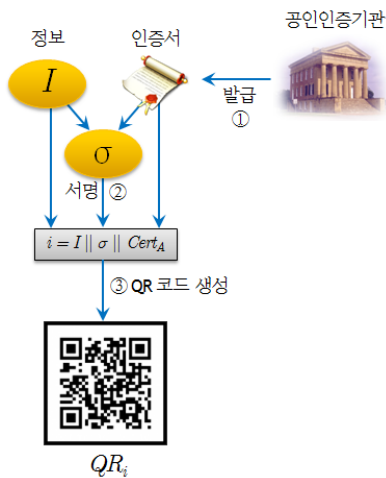 정보
인증서
공인인증기관
I
발급
①
σ
서명 ②
i = I || σ || Cert_A
③ QR 코드 생성
QR_i